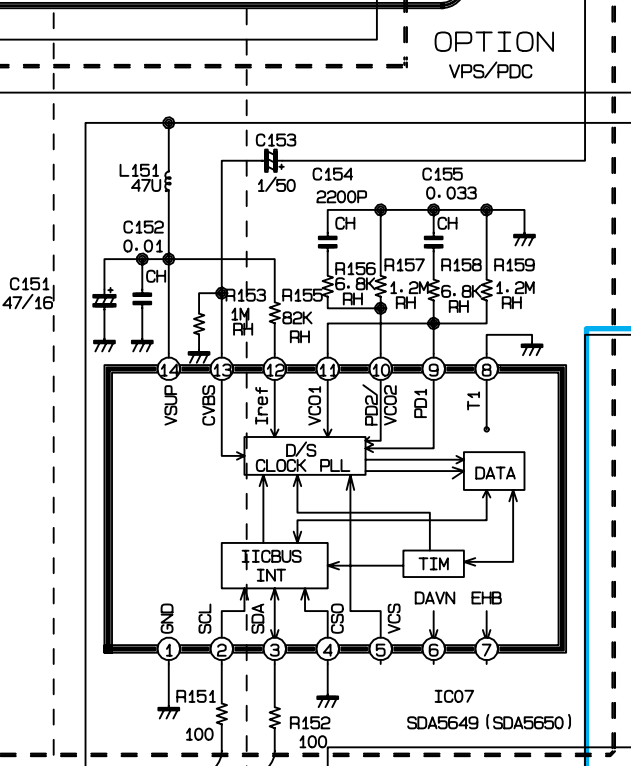 OPTION
VPS/PDC
C153
1/50
L151
47U
C154
2200P
C155
0.033
C152
0.01
CH
CH
CH
C151
47/16
R153
1M
RH
R155
82K
RH
R156
6.8K
RH
R157
1.2M
RH
R158
6.8K
RH
R159
1.2M
RH
14 13 12 11 10 9 8
VSUP
CVBS
Iref
VCO1
PD2/
VCO2
PD1
T1
D/S
CLOCK PLL
DATA
IICBUS
INT
TIM
DAVN EHB
GND
SCL
SDA
CSO
VCS
1 2 3 4 5 6 7
R151
100
R152
100
IC07
SDA5649 (SDA5650)